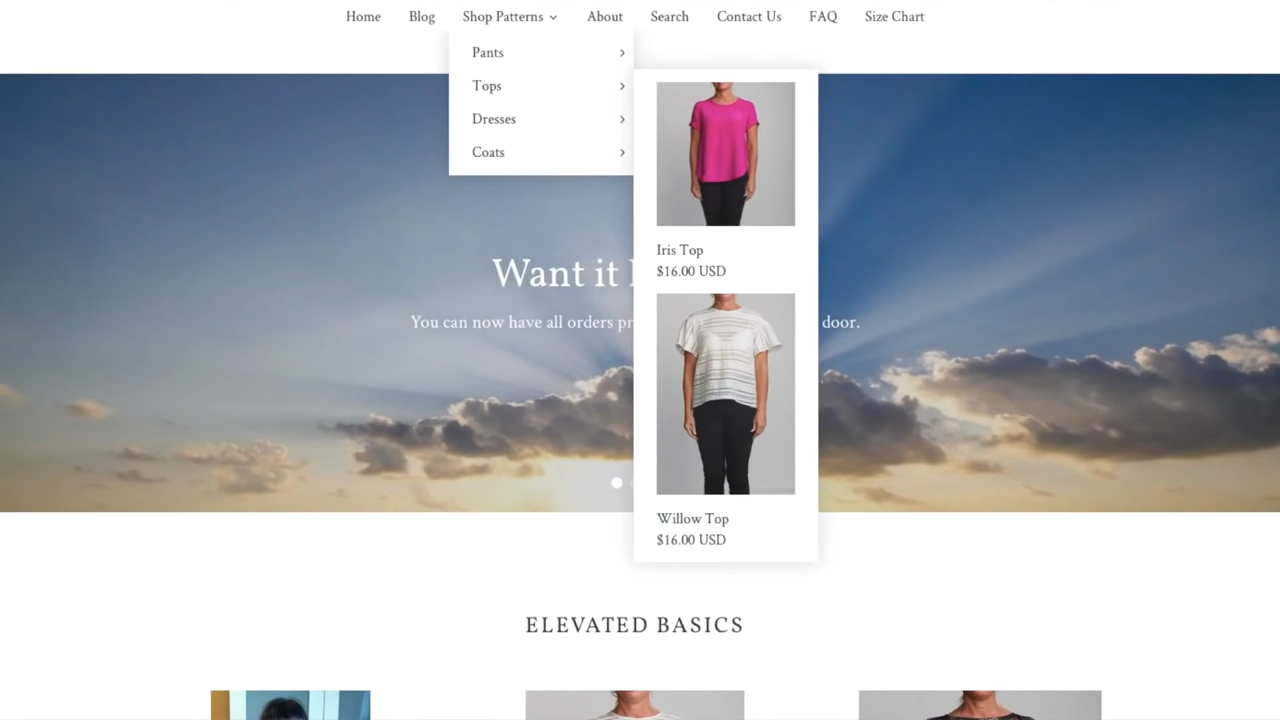 Home Blog Shop Patterns About Search Contact Us FAQ Size Chart
Pants
Tops
Dresses
Coats
Iris Top
$16.00 USD
Willow Top
$16.00 USD
Want it
You can now have all orders door.
ELEVATED BASICS